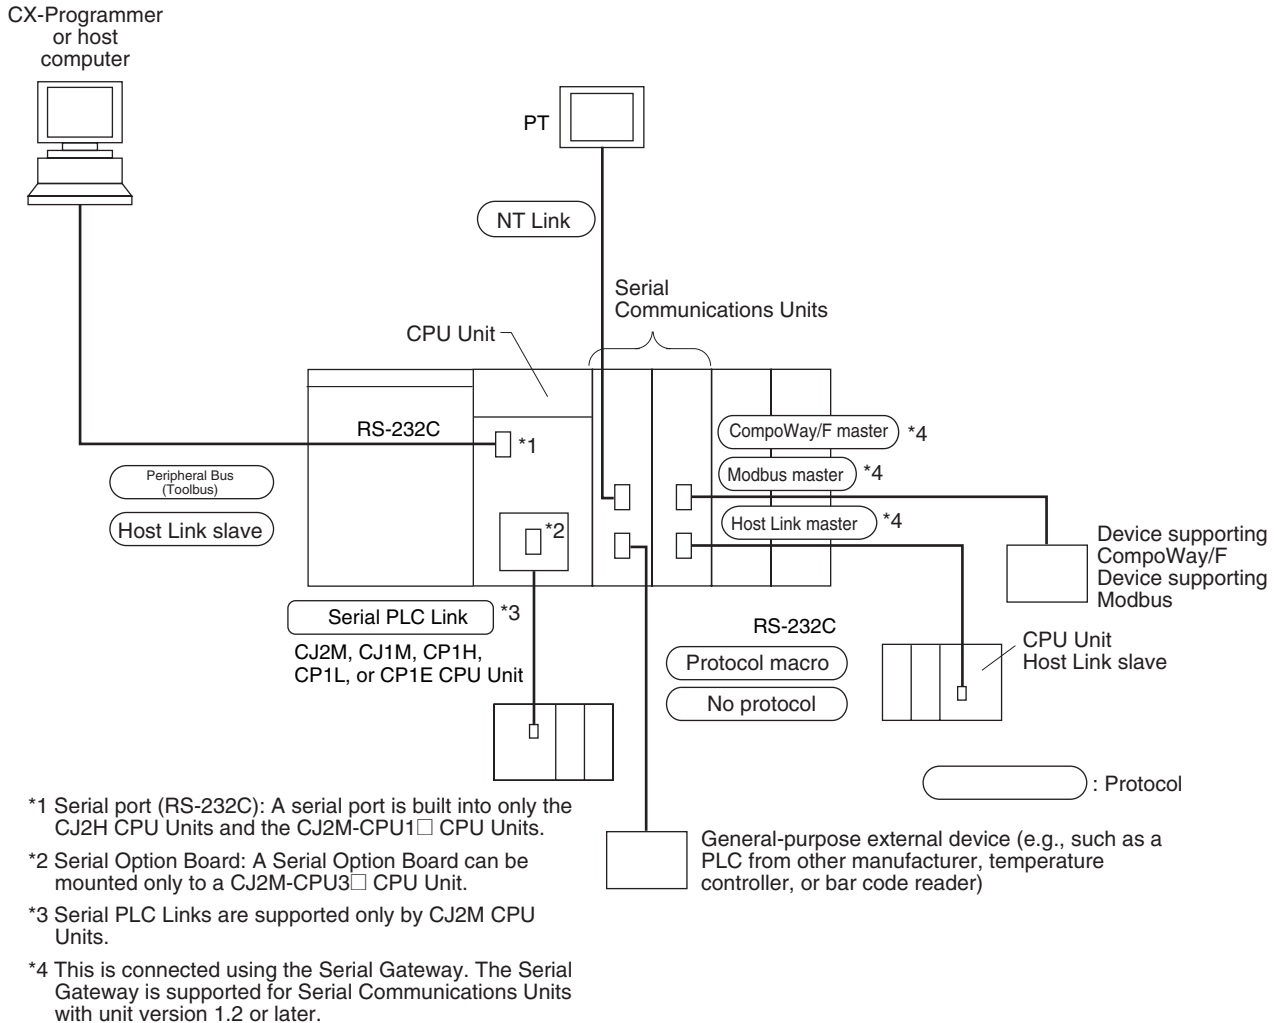 CX-Programmer
or host
computer
PT
NT Link
Serial
Communications Units
CPU Unit
RS-232C
*1
CompoWay/F master
*4
Peripheral Bus
(Toolbus)
Modbus master
*4
Host Link slave
*2
Host Link master
*4
Device supporting
CompoWay/F
Device supporting
Modbus
Serial PLC Link
*3
RS-232C
CJ2M, CJ1M, CP1H,
CP1L, or CP1E CPU Unit
Protocol macro
No protocol
CPU Unit
Host Link slave
: Protocol
*1 Serial port (RS-232C): A serial port is built into only the
CJ2H CPU Units and the CJ2M-CPU1□ CPU Units.
*2 Serial Option Board: A Serial Option Board can be
mounted only to a CJ2M-CPU3□ CPU Unit.
*3 Serial PLC Links are supported only by CJ2M CPU
Units.
*4 This is connected using the Serial Gateway. The Serial
Gateway is supported for Serial Communications Units
with unit version 1.2 or later.
General-purpose external device (e.g., such as a
PLC from other manufacturer, temperature
controller, or bar code reader)